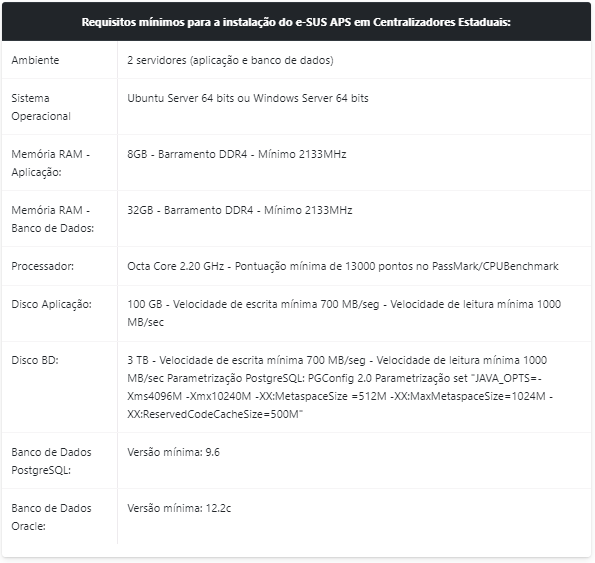 Requisitos mínimos para a instalação do e-SUS APS em Centralizadores Estaduais:
Ambiente
2 servidores (aplicação e banco de dados)
Sistema
Operacional
Ubuntu Server 64 bits ou Windows Server 64 bits
Memória RAM -
Aplicação:
8GB - Barramento DDR4 - Mínimo 2133MHz
Memória RAM -
Banco de Dados:
32GB - Barramento DDR4 - Mínimo 2133MHz
Processador:
Octa Core 2.20 GHz - Pontuação mínima de 13000 pontos no PassMark/CPUBenchmark
Disco Aplicação:
100 GB - Velocidade de escrita mínima 700 MB/seg - Velocidade de leitura mínima 1000
MB/sec
Disco BD:
3 TB - Velocidade de escrita mínima 700 MB/seg - Velocidade de leitura mínima 1000
MB/sec Parametrização PostgreSQL: PGConfig 2.0 Parametrização set "JAVA_OPTS=-
Xms4096M -Xmx10240M -XX:MetaspaceSize =512M -XX:MaxMetaspaceSize=1024M -
XX:ReservedCodeCacheSize=500M"
Banco de Dados
PostgreSQL:
Versão mínima: 9.6
Banco de Dados
Oracle:
Versão mínima: 12.2c